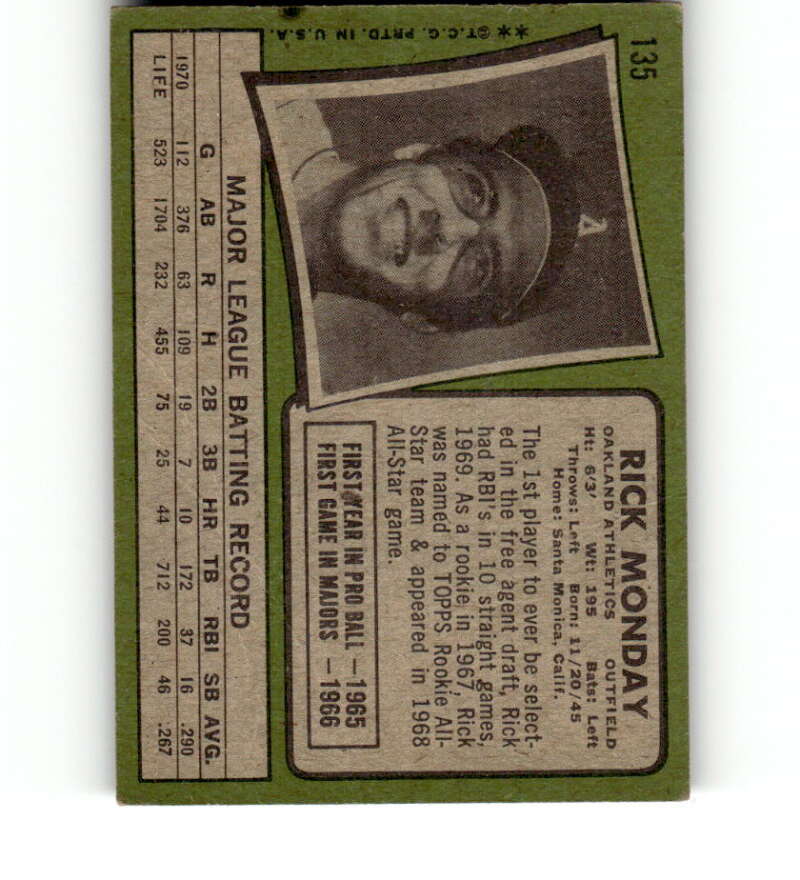 135
RICK MONDAY
OAKLAND ATHLETICS OUTFIELD
Ht: 6'3' Wt: 195 Bats: Left
Throws: Left Born: 11/20/45
Home: Santa Monica, Calif.
The 1st player to ever be select-
ed in the free agent draft, Rick
had RBI's in 10 straight games,
1969. As a rookie in 1967, Rick
was named to TOPPS Rookie All-
Star team & appeared in 1968
All-Star game.
FIRST YEAR IN PRO BALL—1965
FIRST GAME IN MAJORS —1966
A
MAJOR LEAGUE BATTING RECORD
G AB R H 2B 3B HR TB RBI SB AVG.
1970 112 376 63 109 19 7 10 172 37 16 .290
LIFE 523 1704 232 455 75 25 44 712 200 46 .267
**©T.C.G. PRTD. IN U.S.A.